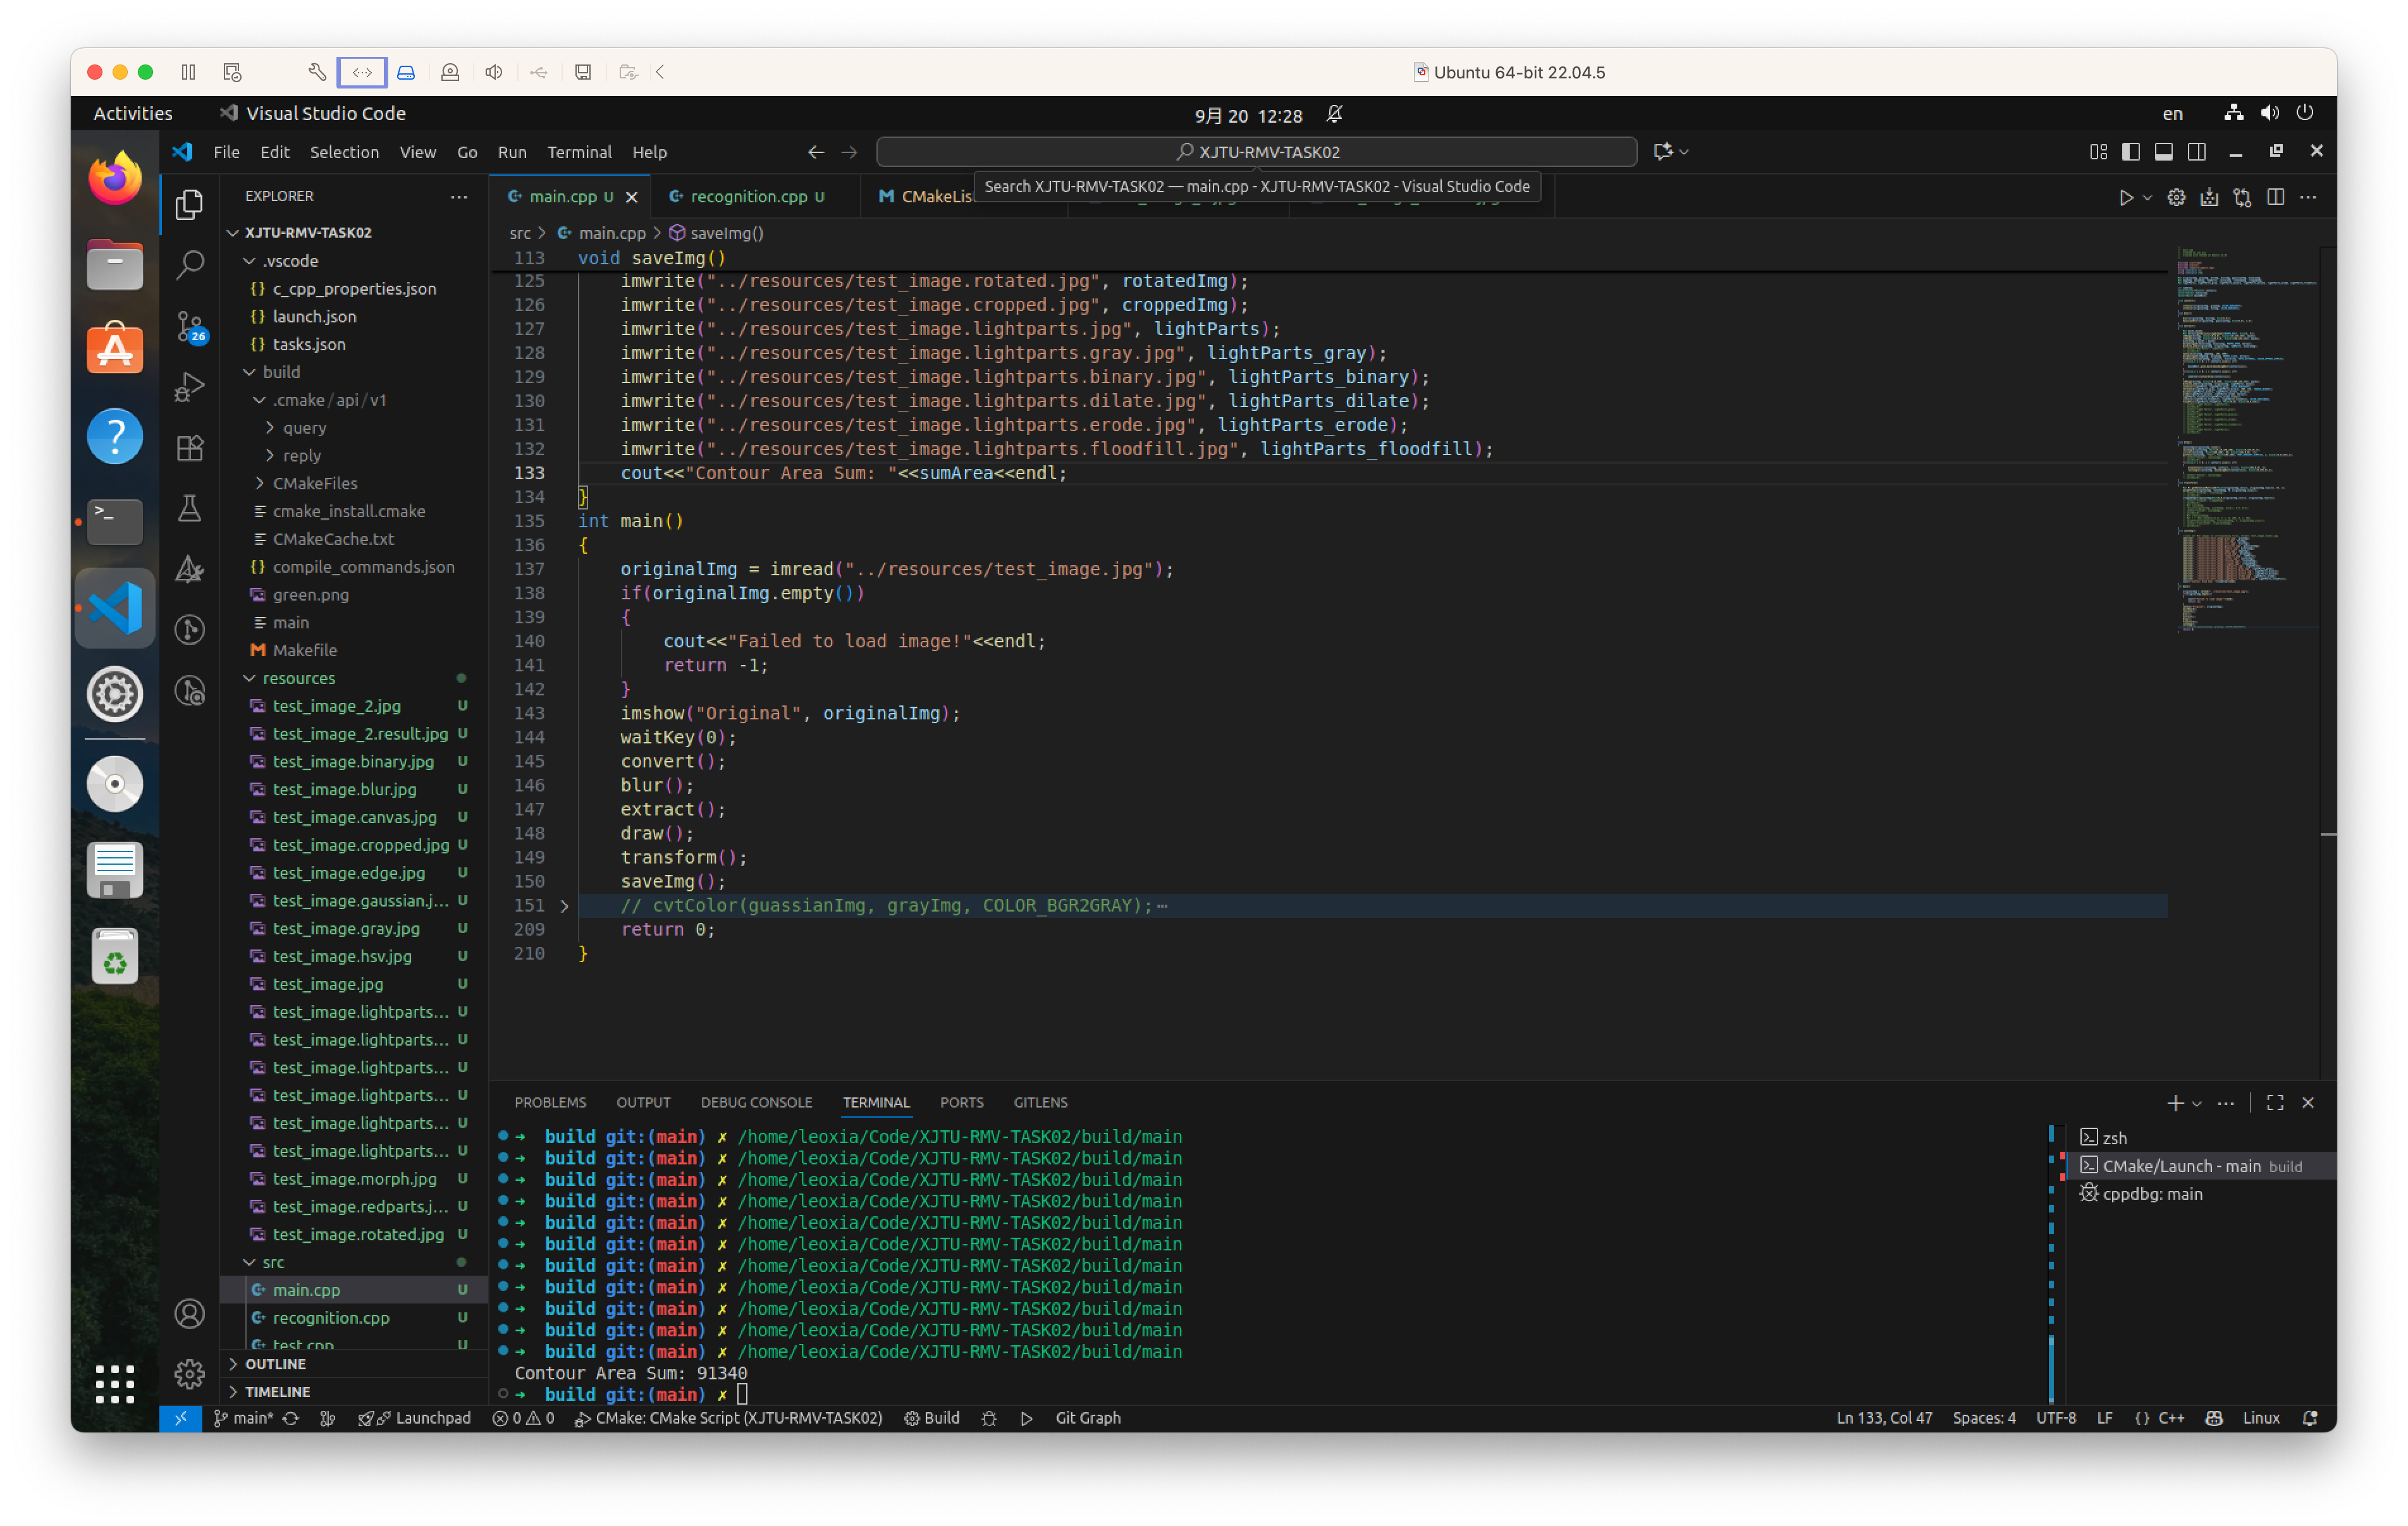 Ubuntu 64-bit 22.04.5
Activities
Visual Studio Code
9月 20 12:28
en
File Edit Selection View Go Run Terminal Help
XJTU-RMV-TASK02
Search XJTU-RMV-TASK02 — main.cpp - XJTU-RMV-TASK02 - Visual Studio Code
EXPLORER
XJTU-RMV-TASK02
.vscode
{} c_cpp_properties.json
{} launch.json
{} tasks.json
build
.cmake/api/v1
query
reply
CMakeFiles
cmake_install.cmake
CMakeCache.txt
{} compile_commands.json
green.png
main
M Makefile
resources
test_image_2.jpg U
test_image_2.result.jpg U
test_image.binary.jpg U
test_image.blur.jpg U
test_image.canvas.jpg U
test_image.cropped.jpg U
test_image.edge.jpg U
test_image.gaussian.j... U
test_image.gray.jpg U
test_image.hsv.jpg U
test_image.jpg U
test_image.lightparts... U
test_image.lightparts... U
test_image.lightparts... U
test_image.lightparts... U
test_image.lightparts... U
test_image.lightparts... U
test_image.morph.jpg U
test_image.redparts.j... U
test_image.rotated.jpg U
src
main.cpp U
recognition.cpp U
test.cpp U
OUTLINE
TIMELINE
26
main.cpp U
recognition.cpp U
M CMakeLis
src > main.cpp > saveImg()
113 void saveImg()
125 imwrite("../resources/test_image.rotated.jpg", rotatedImg);
126 imwrite("../resources/test_image.cropped.jpg", croppedImg);
127 imwrite("../resources/test_image.lightparts.jpg", lightParts);
128 imwrite("../resources/test_image.lightparts.gray.jpg", lightParts_gray);
129 imwrite("../resources/test_image.lightparts.binary.jpg", lightParts_binary);
130 imwrite("../resources/test_image.lightparts.dilate.jpg", lightParts_dilate);
131 imwrite("../resources/test_image.lightparts.erode.jpg", lightParts_erode);
132 imwrite("../resources/test_image.lightparts.floodfill.jpg", lightParts_floodfill);
133 cout<<"Contour Area Sum: "<<sumArea<<endl;
134 }
135 int main()
136 {
137 originalImg = imread("../resources/test_image.jpg");
138 if(originalImg.empty())
139 {
140 cout<<"Failed to load image!"<<endl;
141 return -1;
142 }
143 imshow("Original", originalImg);
144 waitKey(0);
145 convert();
146 blur();
147 extract();
148 draw();
149 transform();
150 saveImg();
151 // cvtColor(guassianImg, grayImg, COLOR_BGR2GRAY);⋯
209 return 0;
210 }
PROBLEMS OUTPUT DEBUG CONSOLE TERMINAL PORTS GITLENS
➜ build git:(main) ✗ /home/leoxia/Code/XJTU-RMV-TASK02/build/main
➜ build git:(main) ✗ /home/leoxia/Code/XJTU-RMV-TASK02/build/main
➜ build git:(main) ✗ /home/leoxia/Code/XJTU-RMV-TASK02/build/main
➜ build git:(main) ✗ /home/leoxia/Code/XJTU-RMV-TASK02/build/main
➜ build git:(main) ✗ /home/leoxia/Code/XJTU-RMV-TASK02/build/main
➜ build git:(main) ✗ /home/leoxia/Code/XJTU-RMV-TASK02/build/main
➜ build git:(main) ✗ /home/leoxia/Code/XJTU-RMV-TASK02/build/main
➜ build git:(main) ✗ /home/leoxia/Code/XJTU-RMV-TASK02/build/main
➜ build git:(main) ✗ /home/leoxia/Code/XJTU-RMV-TASK02/build/main
➜ build git:(main) ✗ /home/leoxia/Code/XJTU-RMV-TASK02/build/main
➜ build git:(main) ✗ /home/leoxia/Code/XJTU-RMV-TASK02/build/main
Contour Area Sum: 91340
➜ build git:(main) ✗
zsh
CMake/Launch - main build
cppdbg: main
main* Launchpad 0 0 CMake: CMake Script (XJTU-RMV-TASK02) Build Git Graph
Ln 133, Col 47 Spaces: 4 UTF-8 LF {} C++ Linux